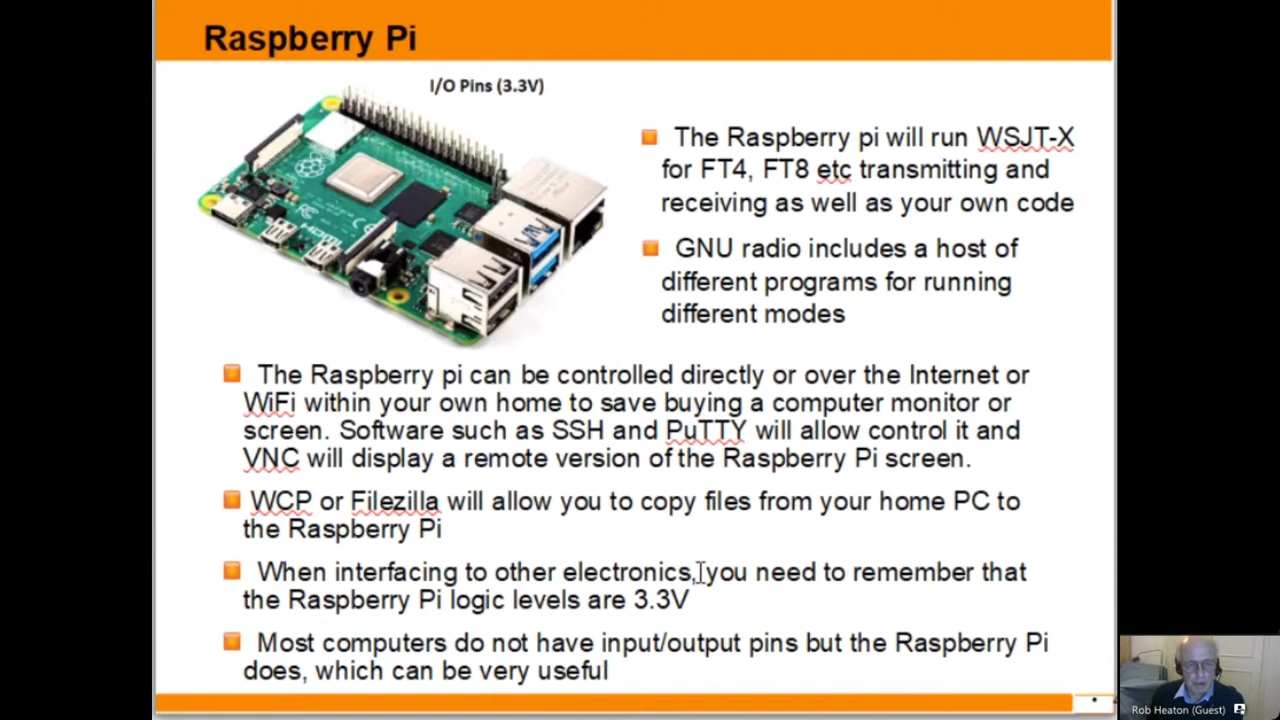 Raspberry Pi
I/O Pins (3.3V)
The Raspberry pi will run WSJT-X
for FT4, FT8 etc transmitting and
receiving as well as your own code
GNU radio includes a host of
different programs for running
different modes
The Raspberry pi can be controlled directly or over the Internet or
WiFi within your own home to save buying a computer monitor or
screen. Software such as SSH and PuTTY will allow control it and
VNC will display a remote version of the Raspberry Pi screen.
WCP or Filezilla will allow you to copy files from your home PC to
the Raspberry Pi
When interfacing to other electronics, you need to remember that
the Raspberry Pi logic levels are 3.3V
Most computers do not have input/output pins but the Raspberry Pi
does, which can be very useful
Rob Heaton (Guest)